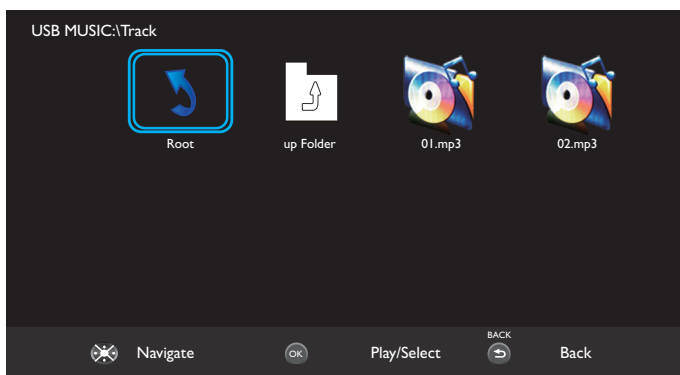 USB MUSIC:\Track
Root up Folder 01.mp3 02.mp3
BACK
Navigate OK Play/Select Back